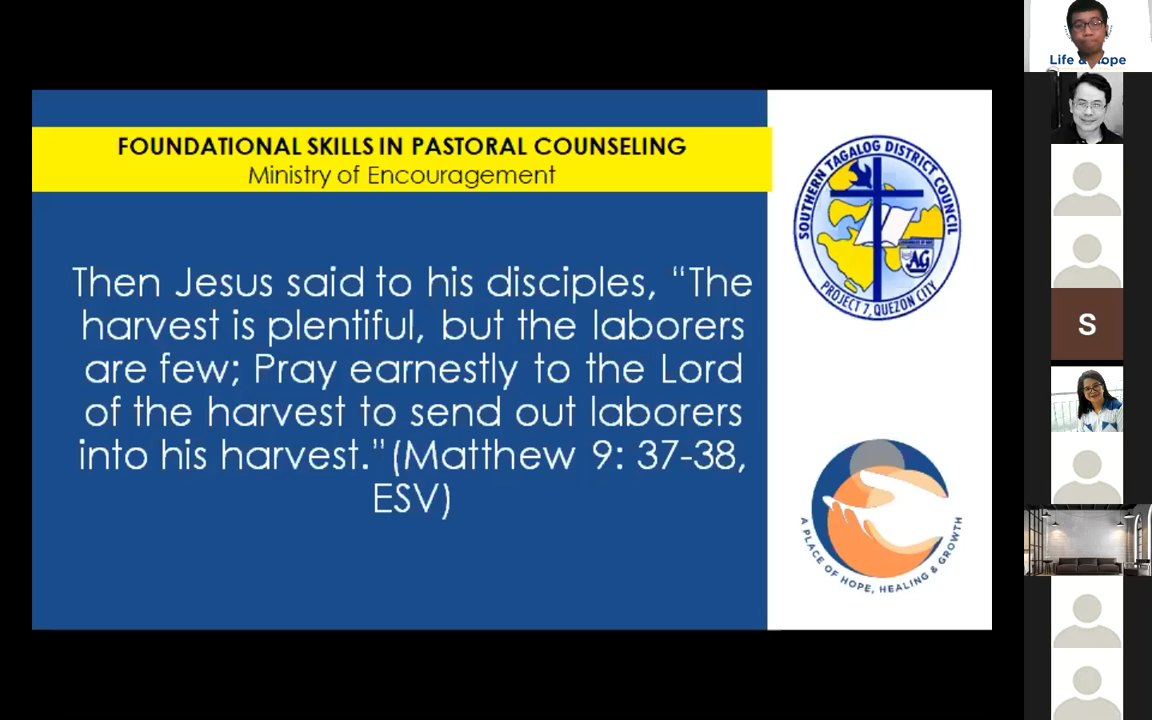 FOUNDATIONAL SKILLS IN PASTORAL COUNSELING
Ministry of Encouragement
Then Jesus said to his disciples, “The
harvest is plentiful, but the laborers
are few; Pray earnestly to the Lord
of the harvest to send out laborers
into his harvest.”(Matthew 9: 37-38,
ESV)
SOUTHERN TAGALOG DISTRICT COUNCIL
AG
PROJECT 7, QUEZON CITY
A PLACE OF HOPE, HEALING & GROWTH
Life &
S